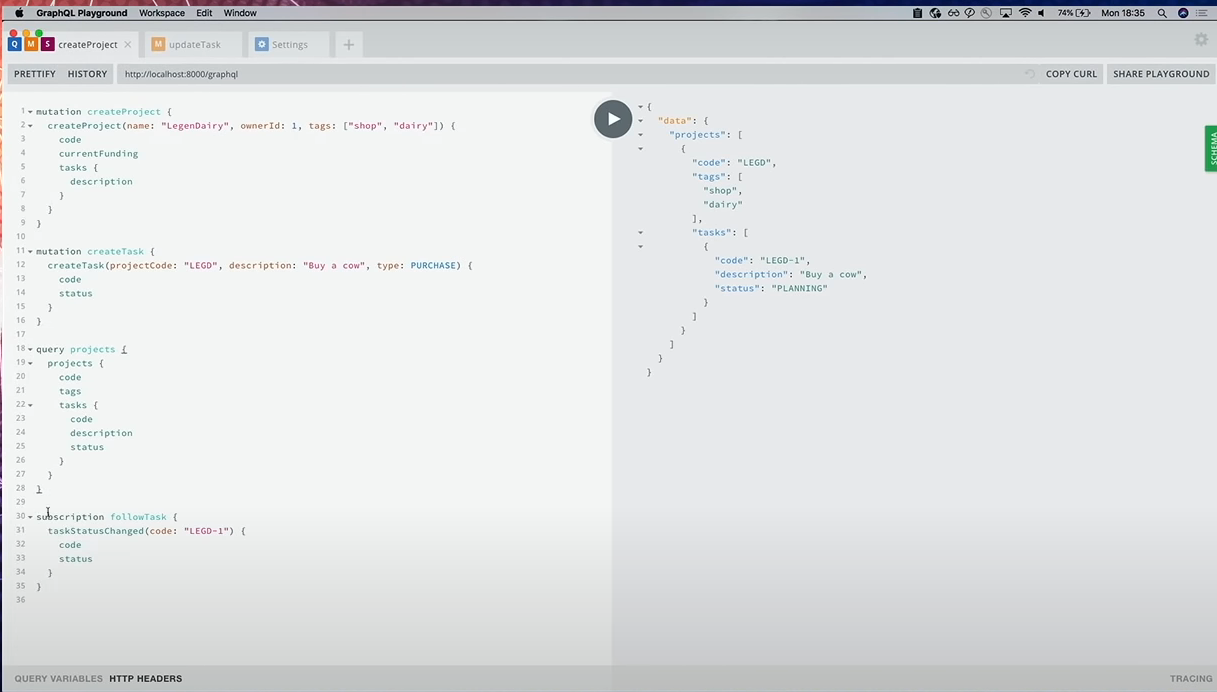 GraphQL Playground Workspace Edit Window 74% Mon 18:35
Q M S createProject × M updateTask Settings +
PRETTIFY HISTORY http://localhost:8000/graphql COPY CURL SHARE PLAYGROUND
1 mutation createProject {
2 createProject(name: "LegenDairy", ownerId: 1, tags: ["shop", "dairy"]) {
3 code
4 currentFunding
5 tasks {
6 description
7 }
8 }
9 }
10
11 mutation createTask {
12 createTask(projectCode: "LEGD", description: "Buy a cow", type: PURCHASE) {
13 code
14 status
15 }
16 }
17
18 query projects {
19 projects {
20 code
21 tags
22 tasks {
23 code
24 description
25 status
26 }
27 }
28 }
29
30 subscription followTask {
31 taskStatusChanged(code: "LEGD-1") {
32 code
33 status
34 }
35 }
36
{
"data": {
"projects": [
{
"code": "LEGD",
"tags": [
"shop",
"dairy"
],
"tasks": [
{
"code": "LEGD-1",
"description": "Buy a cow",
"status": "PLANNING"
}
]
}
]
}
}
SCHEMA
QUERY VARIABLES HTTP HEADERS TRACING